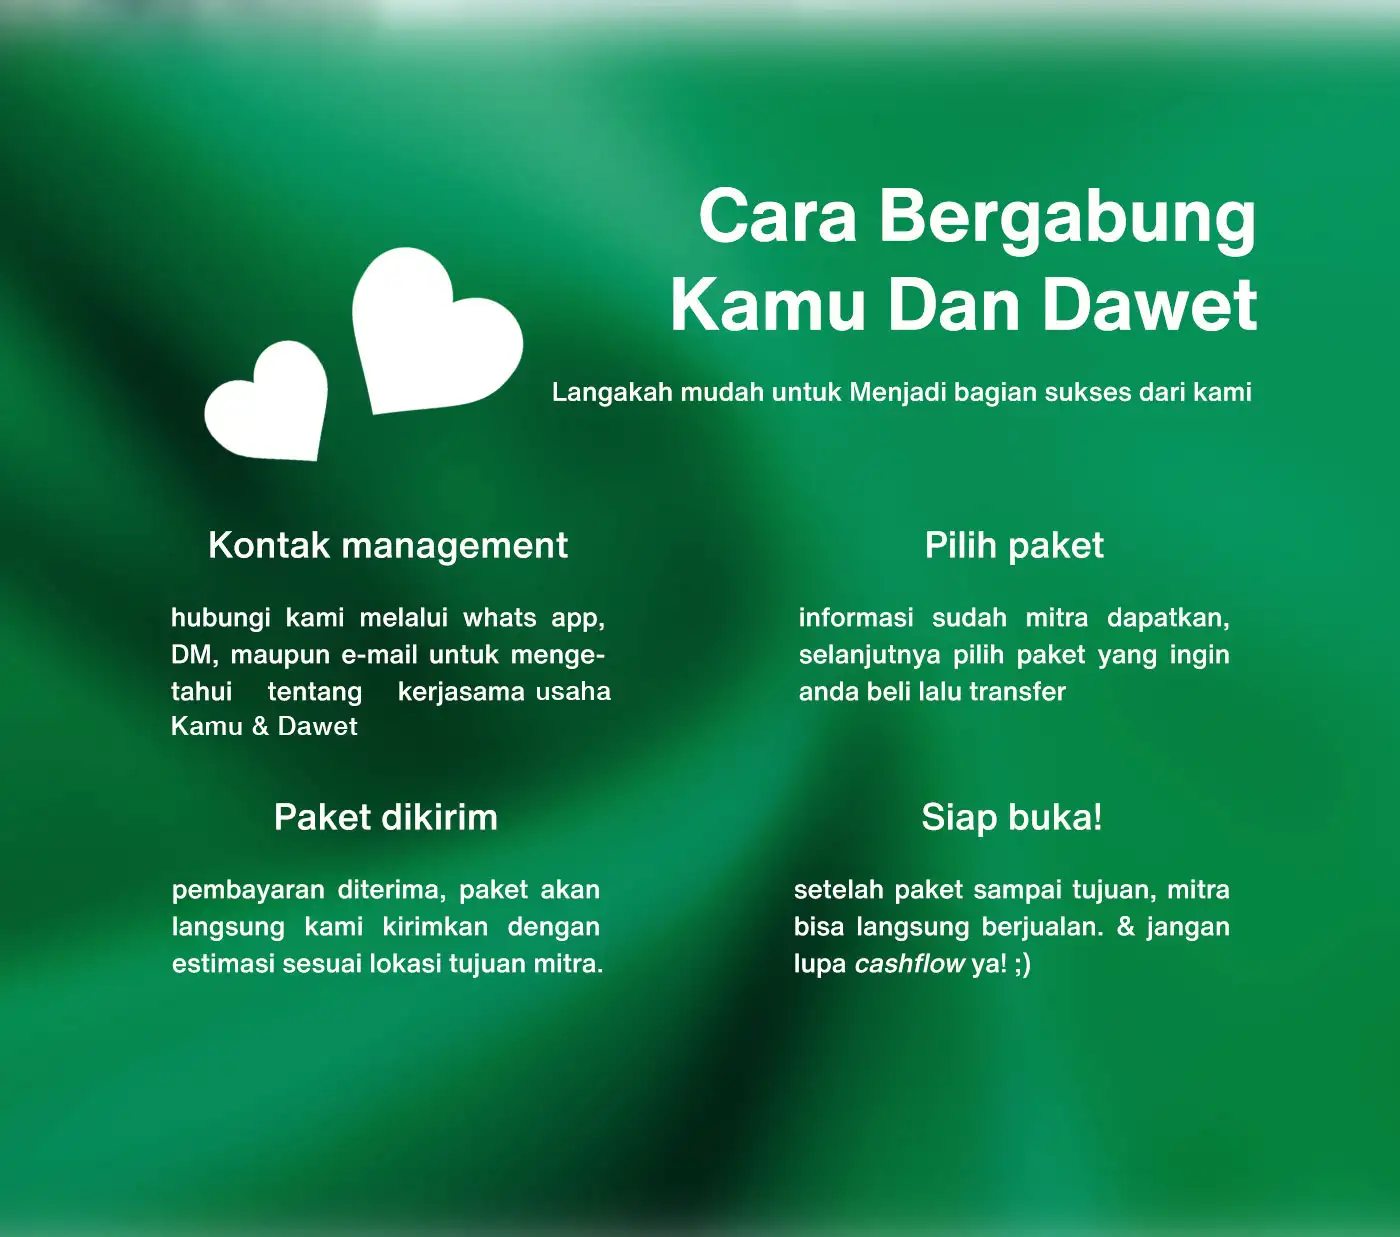 Cara Bergabung
Kamu Dan Dawet
Langakah mudah untuk Menjadi bagian sukses dari kami
Kontak management
hubungi kami melalui whats app,
DM, maupun e-mail untuk menge-
tahui tentang kerjasama usaha
Kamu & Dawet
Pilih paket
informasi sudah mitra dapatkan,
selanjutnya pilih paket yang ingin
anda beli lalu transfer
Paket dikirim
pembayaran diterima, paket akan
langsung kami kirimkan dengan
estimasi sesuai lokasi tujuan mitra.
Siap buka!
setelah paket sampai tujuan, mitra
bisa langsung berjualan. & jangan
lupa cashflow ya! ;)